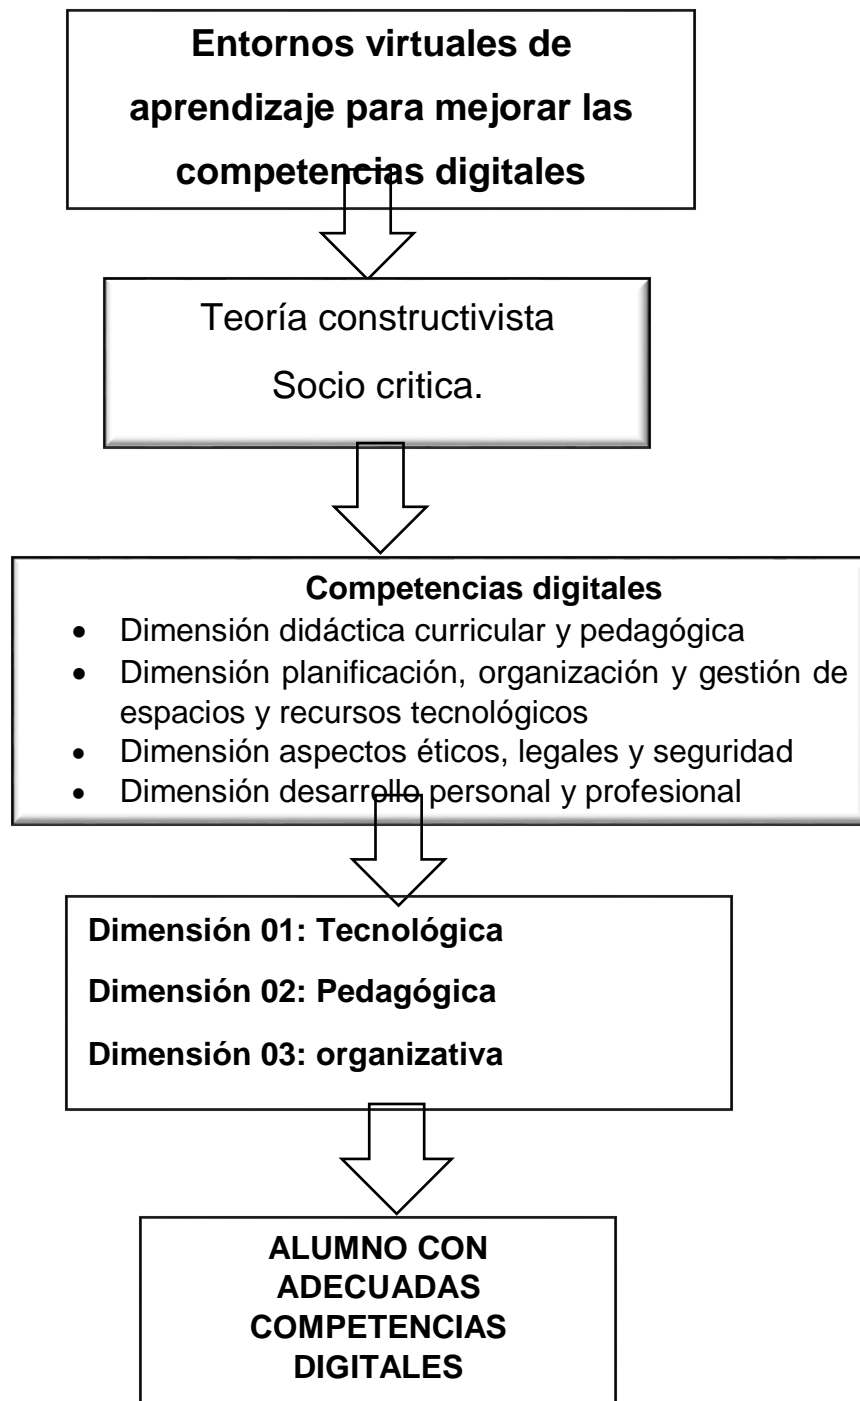 Entornos virtuales de
aprendizaje para mejorar las
competencias digitales
Teoría constructivista
Socio critica.
Competencias digitales
• Dimensión didáctica curricular y pedagógica
• Dimensión planificación, organización y gestión de
espacios y recursos tecnológicos
• Dimensión aspectos éticos, legales y seguridad
• Dimensión desarrollo personal y profesional
Dimensión 01: Tecnológica
Dimensión 02: Pedagógica
Dimensión 03: organizativa
ALUMNO CON
ADECUADAS
COMPETENCIAS
DIGITALES